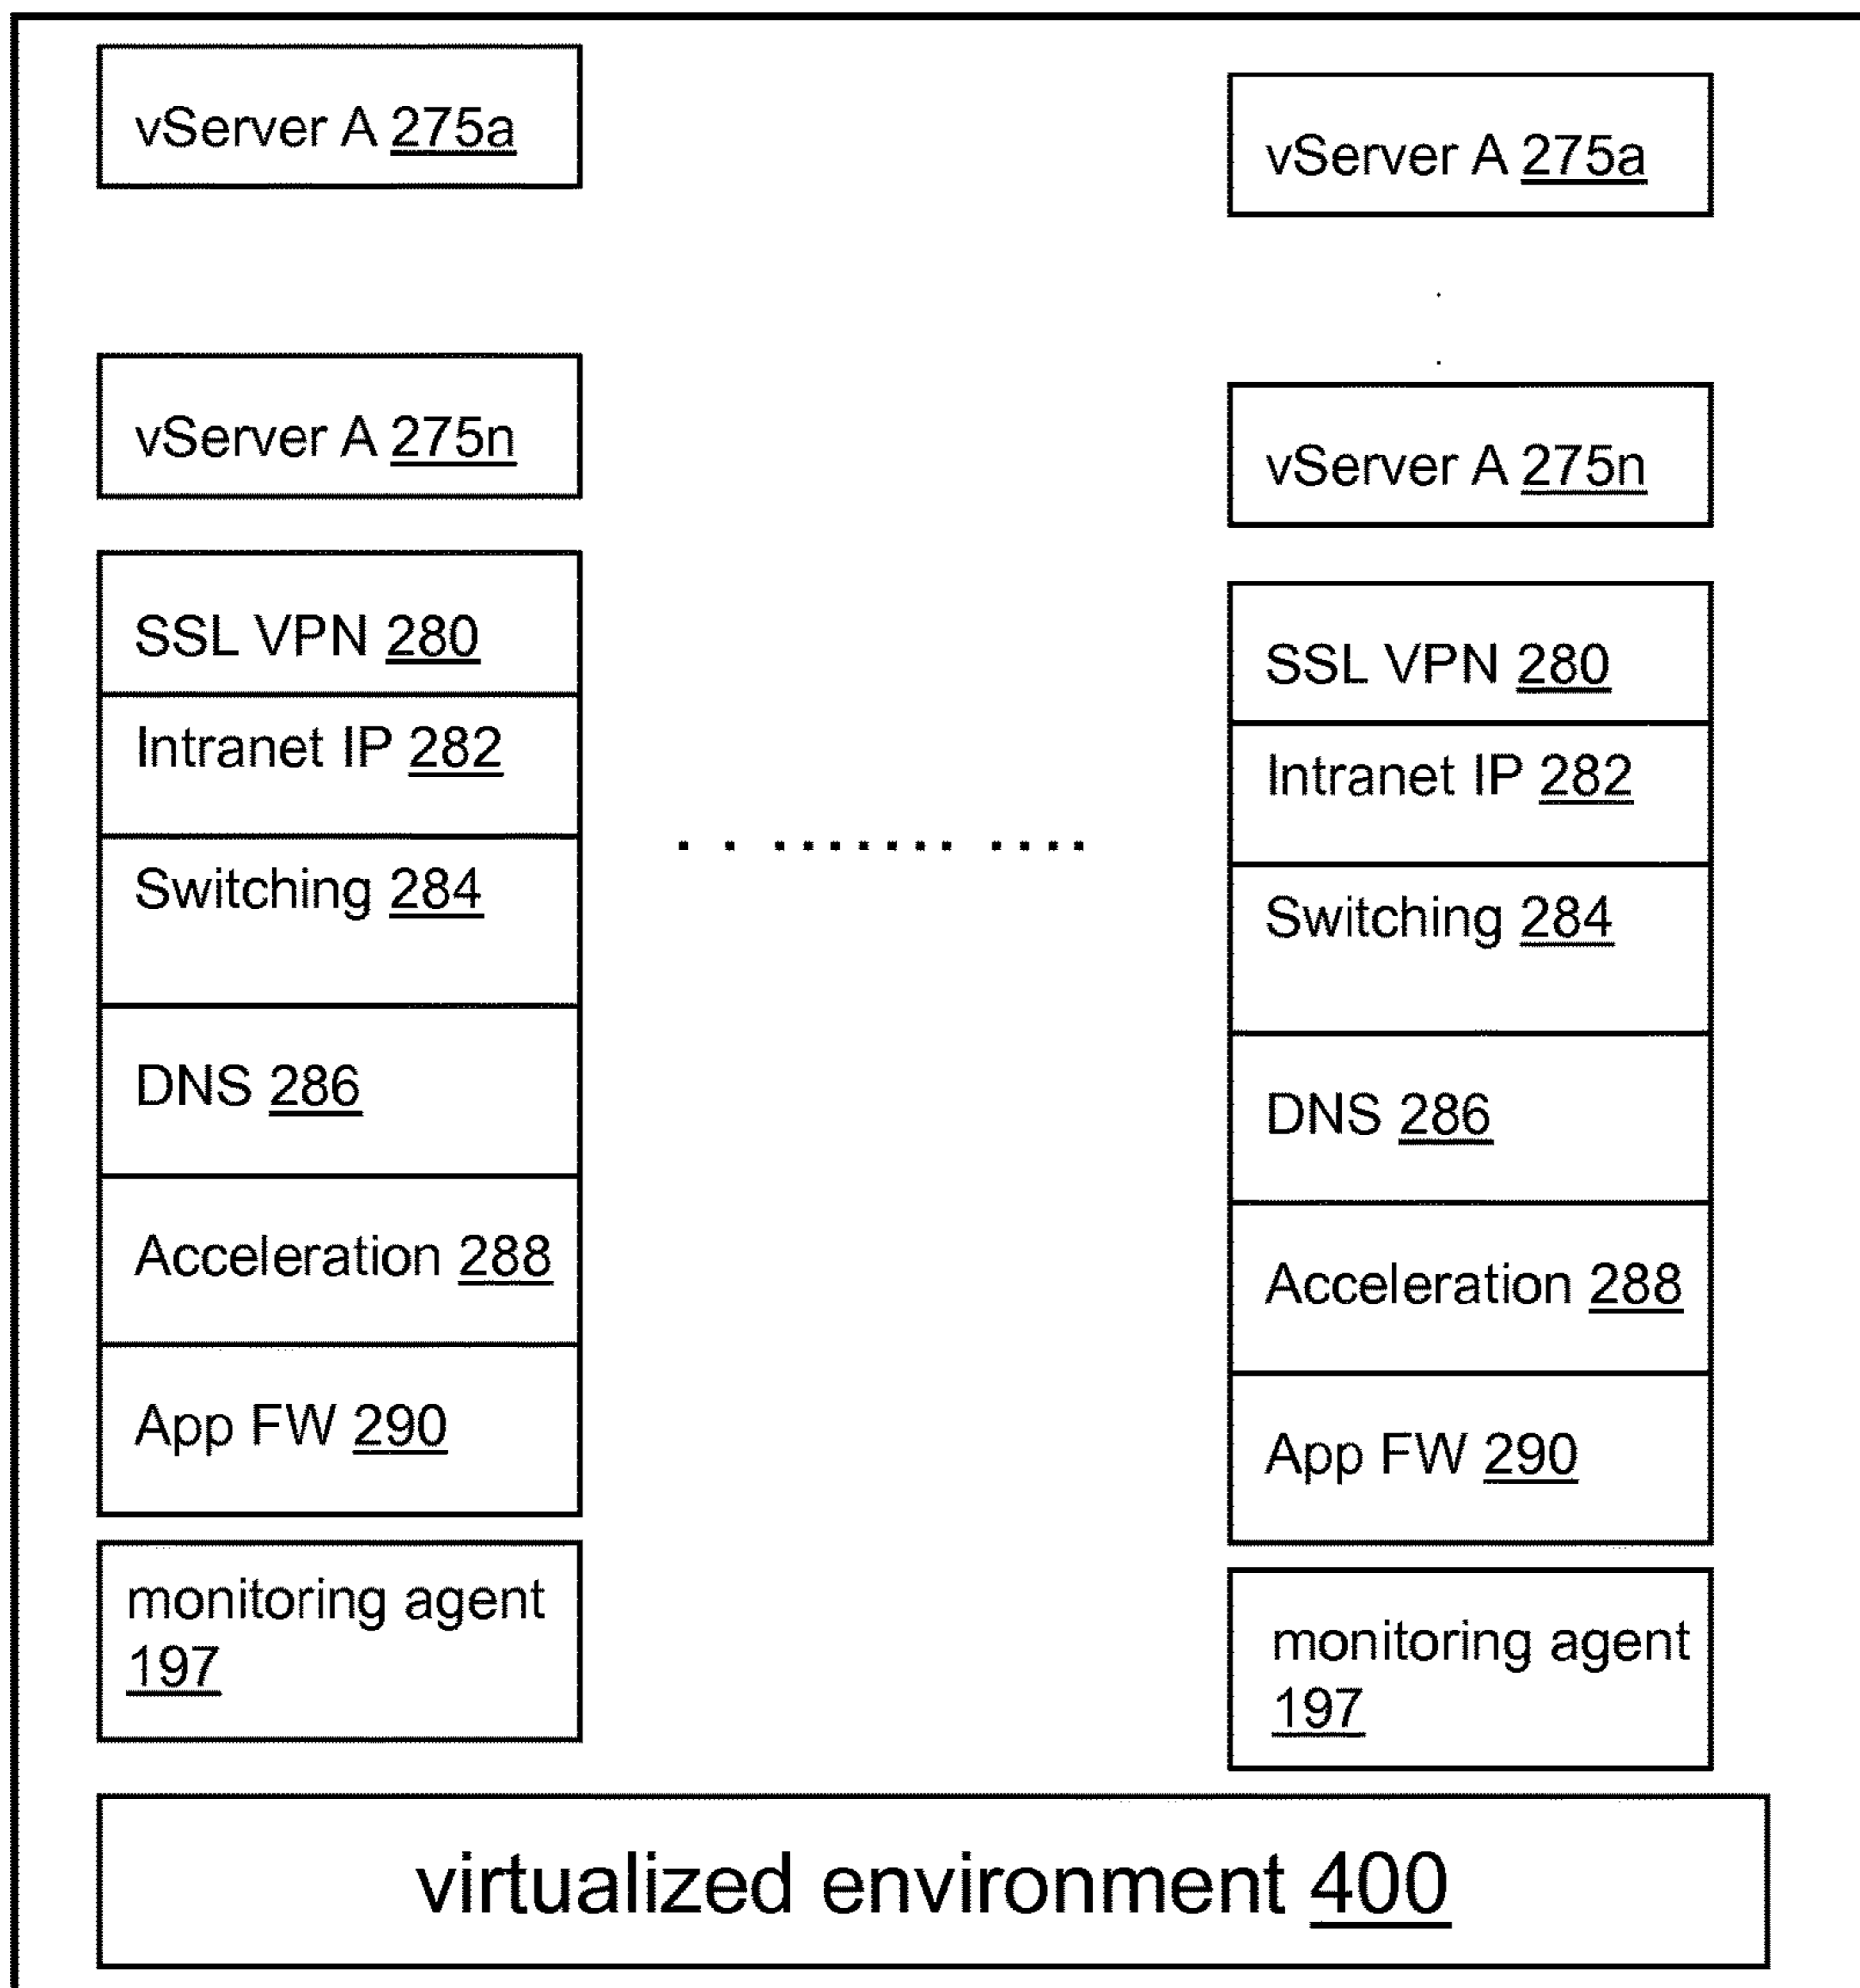 vServer A 275a
vServer A 275n
SSL VPN 280
Intranet IP 282
Switching 284
DNS 286
Acceleration 288
App FW 290
monitoring agent
197
vServer A 275a
vServer A 275n
SSL VPN 280
Intranet IP 282
Switching 284
DNS 286
Acceleration 288
App FW 290
monitoring agent
197
virtualized environment 400